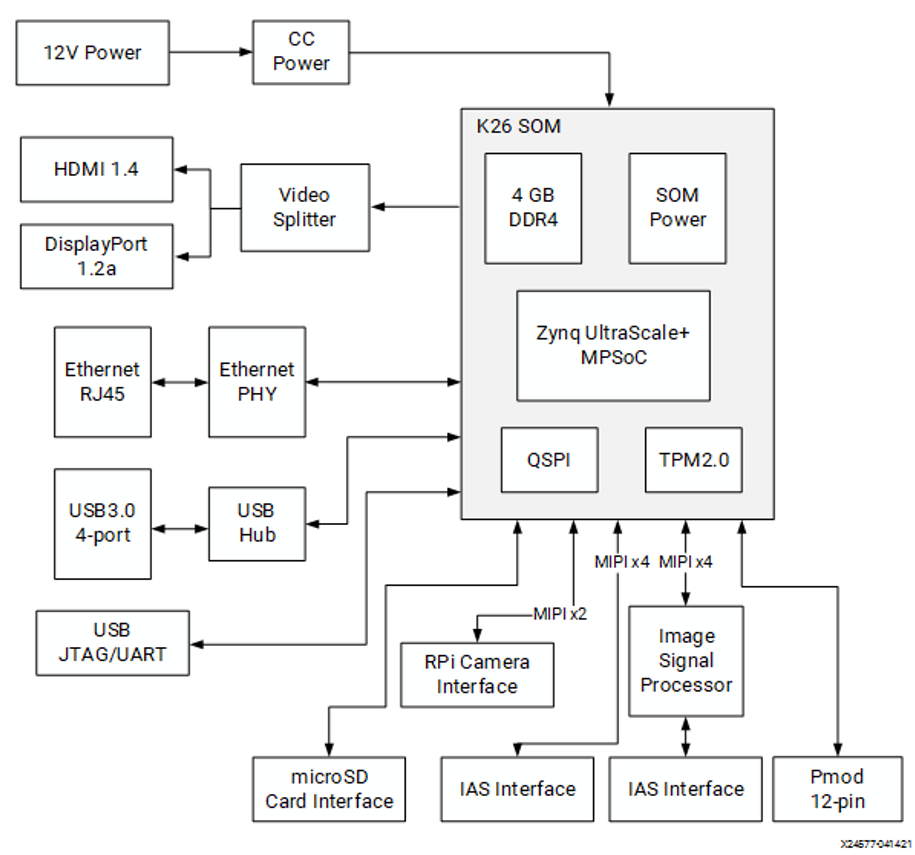 12V Power
CC
Power
K26 SOM
HDMI 1.4
Video
Splitter
4 GB
DDR4
SOM
Power
DisplayPort
1.2a
Zynq UltraScale+
MPSoC
Ethernet
RJ45
Ethernet
PHY
QSPI
TPM2.0
USB3.0
4-port
USB
Hub
MIPI x4
MIPI x4
MIPI x2
USB
JTAG/UART
RPi Camera
Interface
Image
Signal
Processor
microSD
Card Interface
IAS Interface
IAS Interface
Pmod
12-pin
X24577-041421